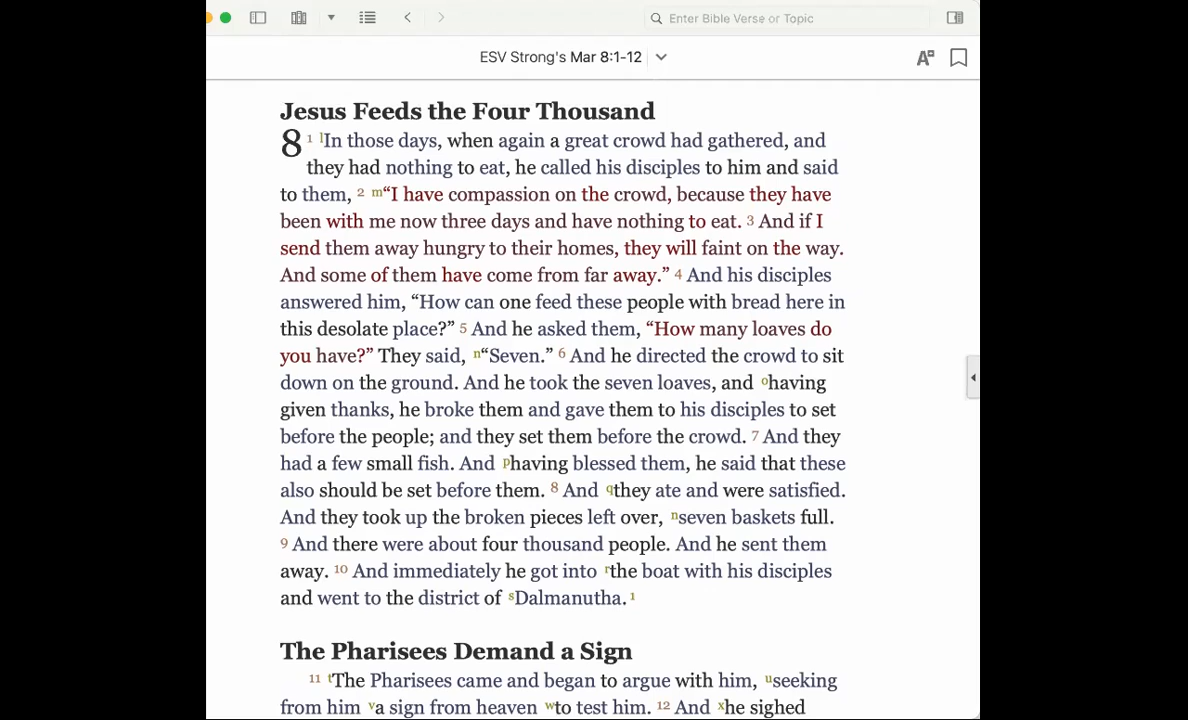 Enter Bible Verse or Topic
ESV Strong's Mar 8:1-12
Jesus Feeds the Four Thousand
8 1 lIn those days, when again a great crowd had gathered, and
they had nothing to eat, he called his disciples to him and said
to them, 2 m“I have compassion on the crowd, because they have
been with me now three days and have nothing to eat. 3 And if I
send them away hungry to their homes, they will faint on the way.
And some of them have come from far away.” 4 And his disciples
answered him, “How can one feed these people with bread here in
this desolate place?” 5 And he asked them, “How many loaves do
you have?” They said, n“Seven.” 6 And he directed the crowd to sit
down on the ground. And he took the seven loaves, and ohaving
given thanks, he broke them and gave them to his disciples to set
before the people; and they set them before the crowd. 7 And they
had a few small fish. And phaving blessed them, he said that these
also should be set before them. 8 And qthey ate and were satisfied.
And they took up the broken pieces left over, nseven baskets full.
9 And there were about four thousand people. And he sent them
away. 10 And immediately he got into rthe boat with his disciples
and went to the district of sDalmanutha. 1
The Pharisees Demand a Sign
11 tThe Pharisees came and began to argue with him, useeking
from him va sign from heaven wto test him. 12 And xhe sighed